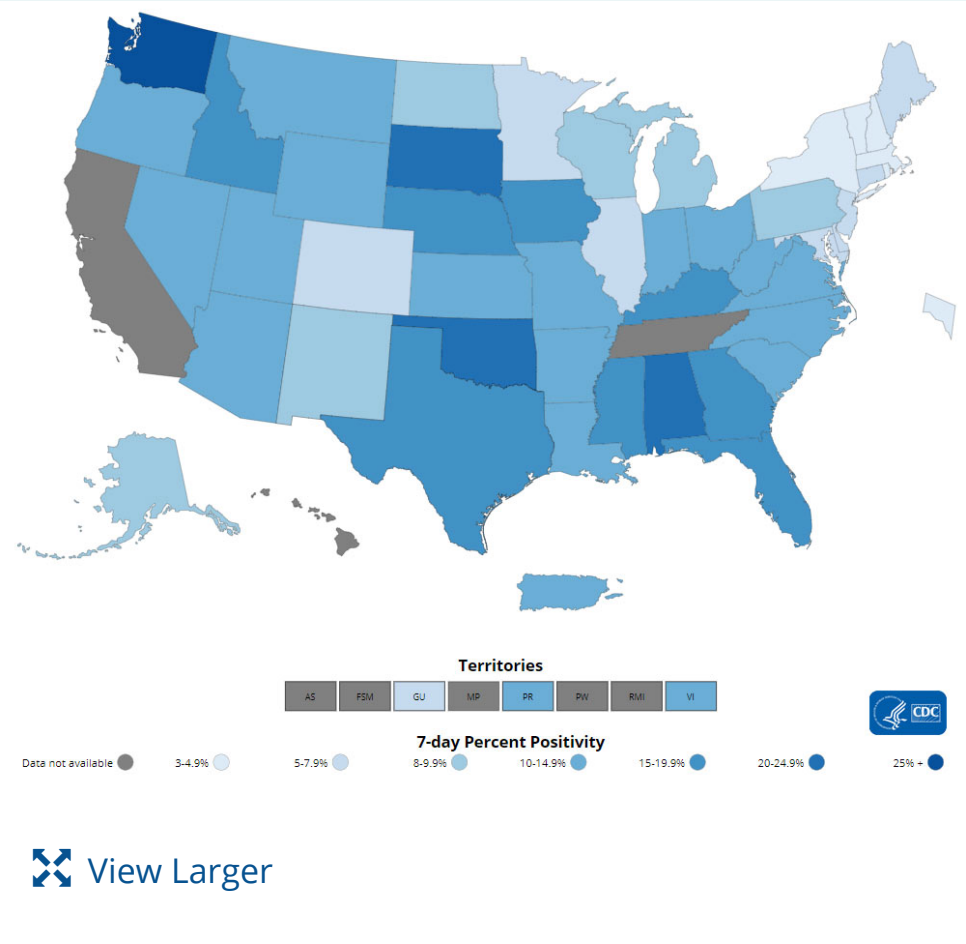 Territories
AS FSM GU MP PR PW RMI VI
CDC
7-day Percent Positivity
Data not available 3-4.9% 5-7.9% 8-9.9% 10-14.9% 15-19.9% 20-24.9% 25% +
View Larger